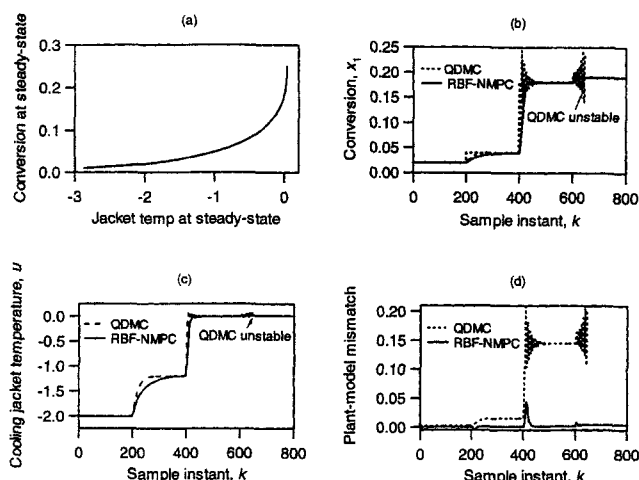 (a)
Conversion at steady-state
0.3
0.2
0.1
0.0
-3
-2
-1
0
Jacket temp at steady-state
(b)
Conversion, x1
0.25
0.20
0.15
0.10
0.05
0.00
QDMC
RBF-NMPC
QDMC unstable
0
200
400
600
800
Sample instant, k
(c)
Cooling jacket temperature, u
0.0
-0.5
-1.0
-1.5
-2.0
QDMC
RBF-NMPC
QDMC unstable
0
200
400
600
800
Sample instant, k
(d)
Plant-model mismatch
0.20
0.15
0.10
0.05
0.00
QDMC
RBF-NMPC
0
200
400
600
800
Sample instant, k